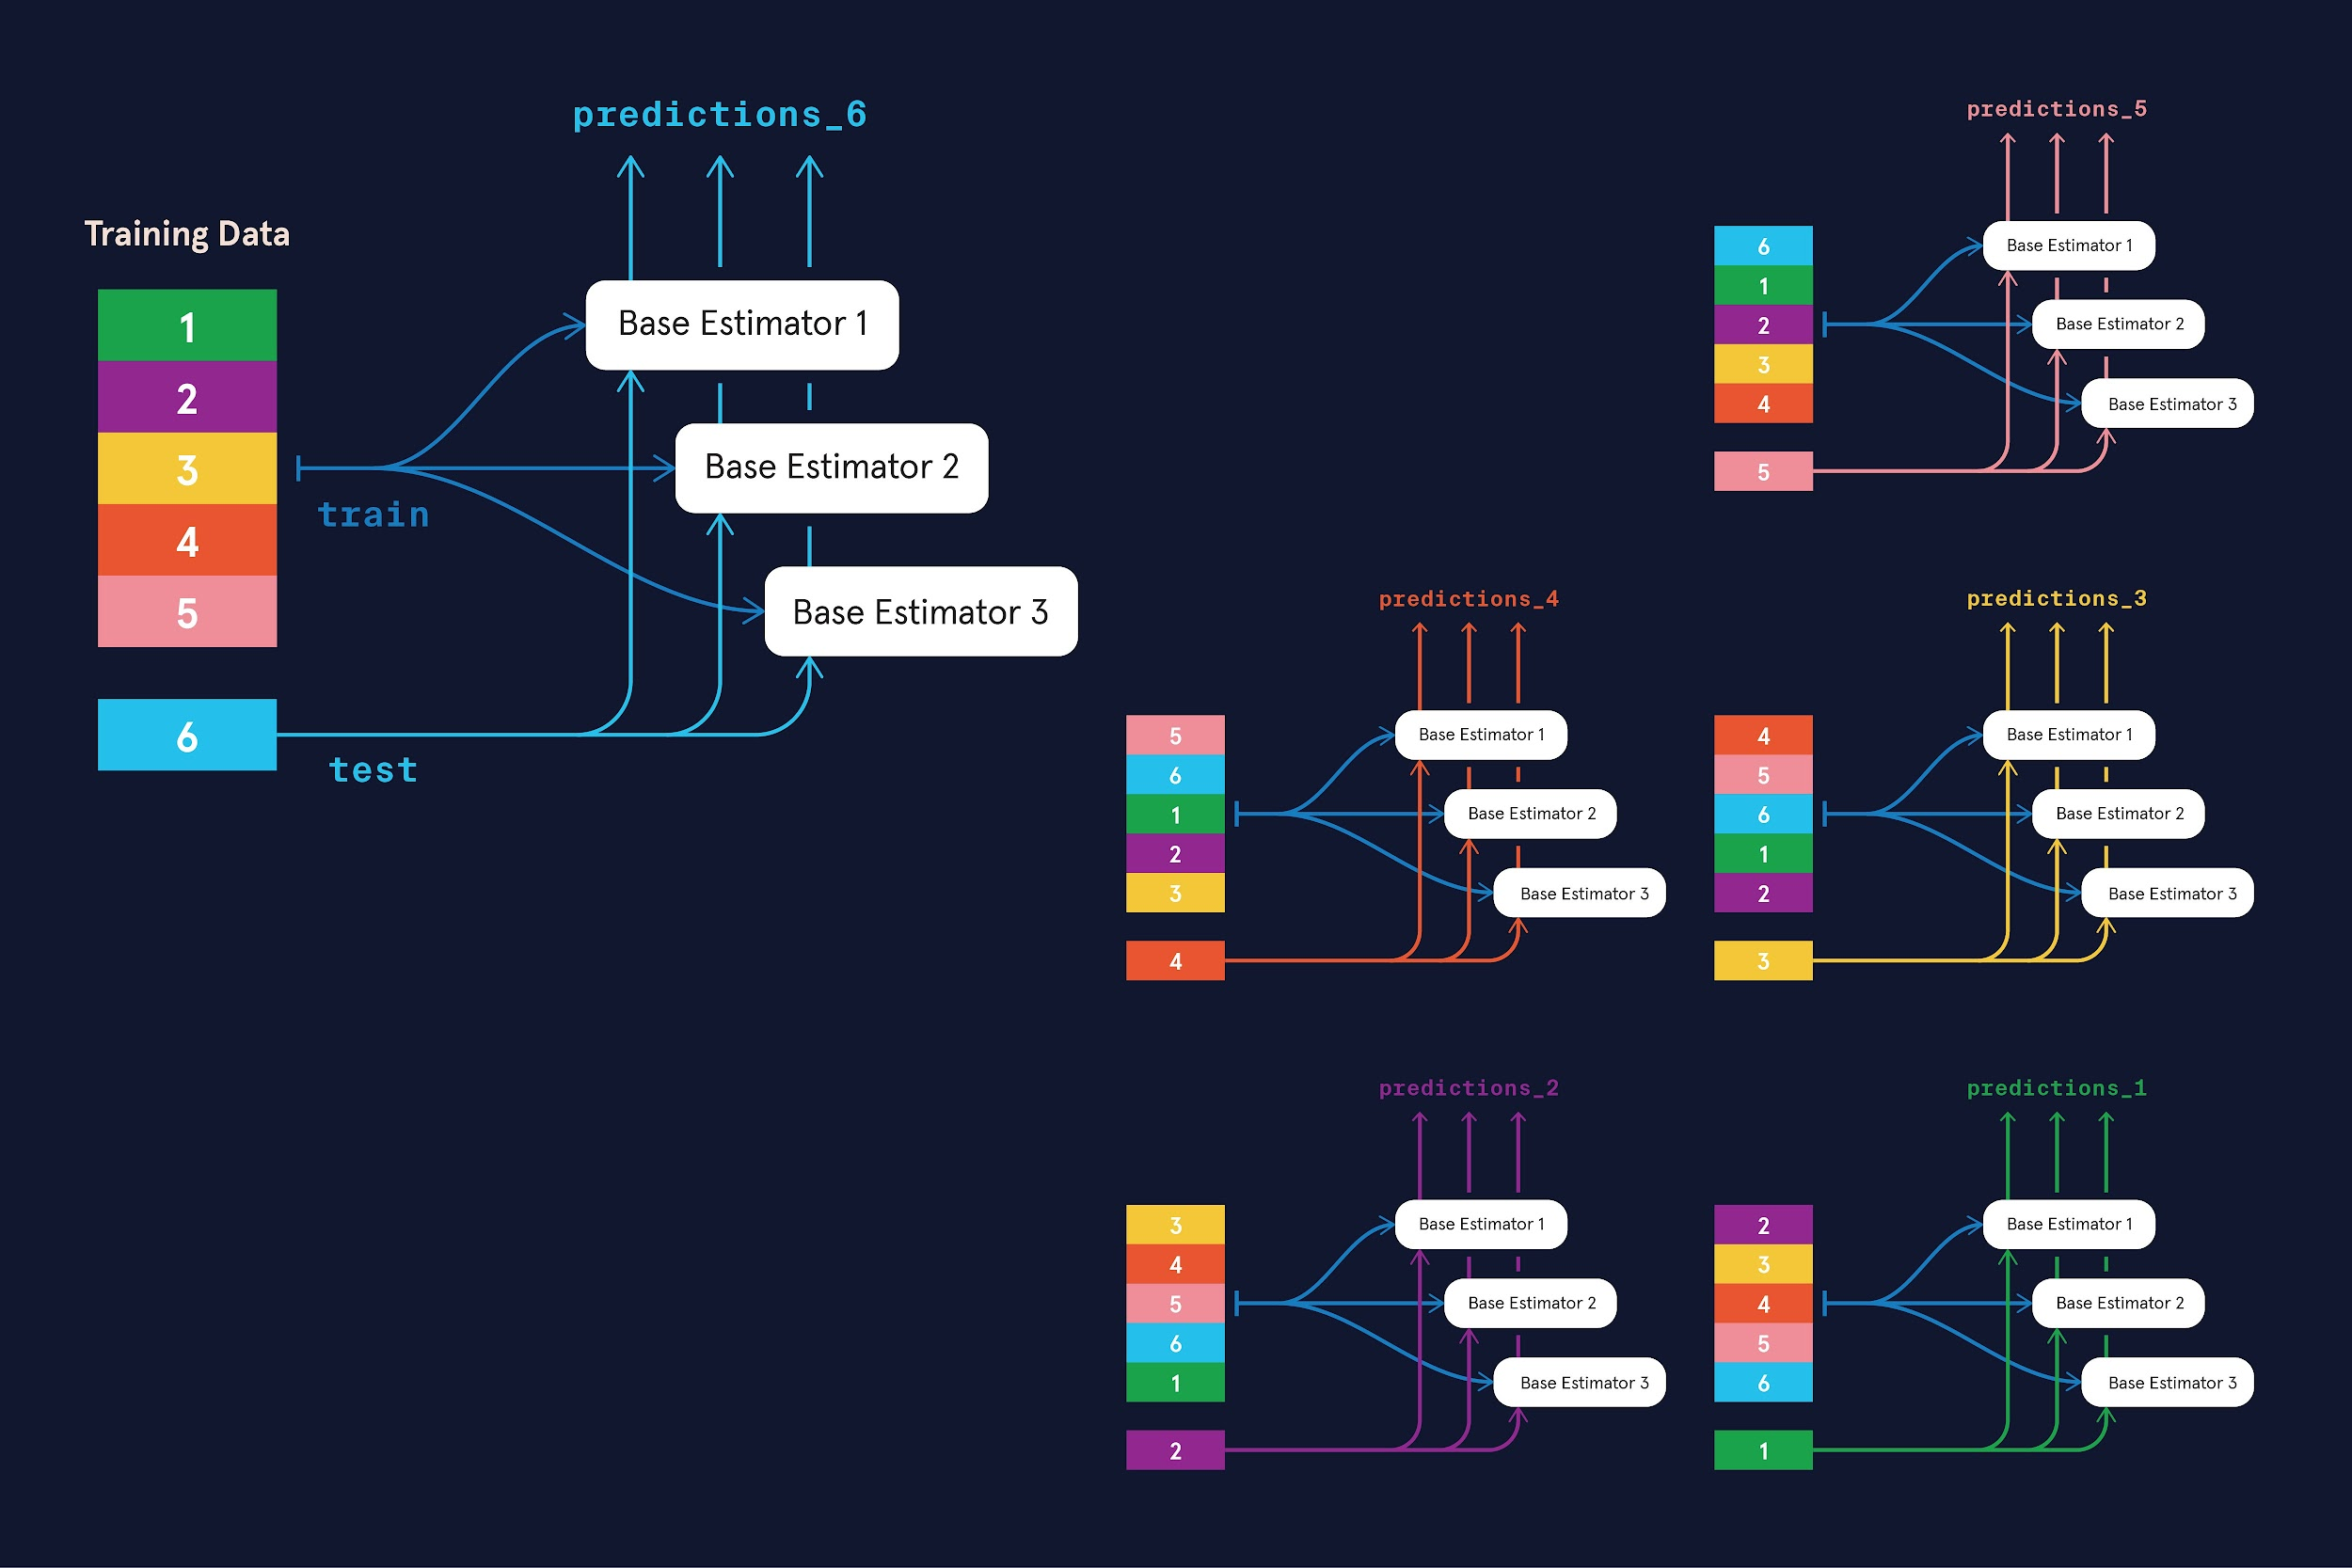 predictions_6
Training Data
1
2
3
4
5
6
train
test
Base Estimator 1
Base Estimator 2
Base Estimator 3
predictions_5
6
1
2
3
4
5
Base Estimator 1
Base Estimator 2
Base Estimator 3
predictions_4
5
6
1
2
3
4
Base Estimator 1
Base Estimator 2
Base Estimator 3
predictions_3
4
5
6
1
2
3
Base Estimator 1
Base Estimator 2
Base Estimator 3
predictions_2
3
4
5
6
1
2
Base Estimator 1
Base Estimator 2
Base Estimator 3
predictions_1
2
3
4
5
6
1
Base Estimator 1
Base Estimator 2
Base Estimator 3